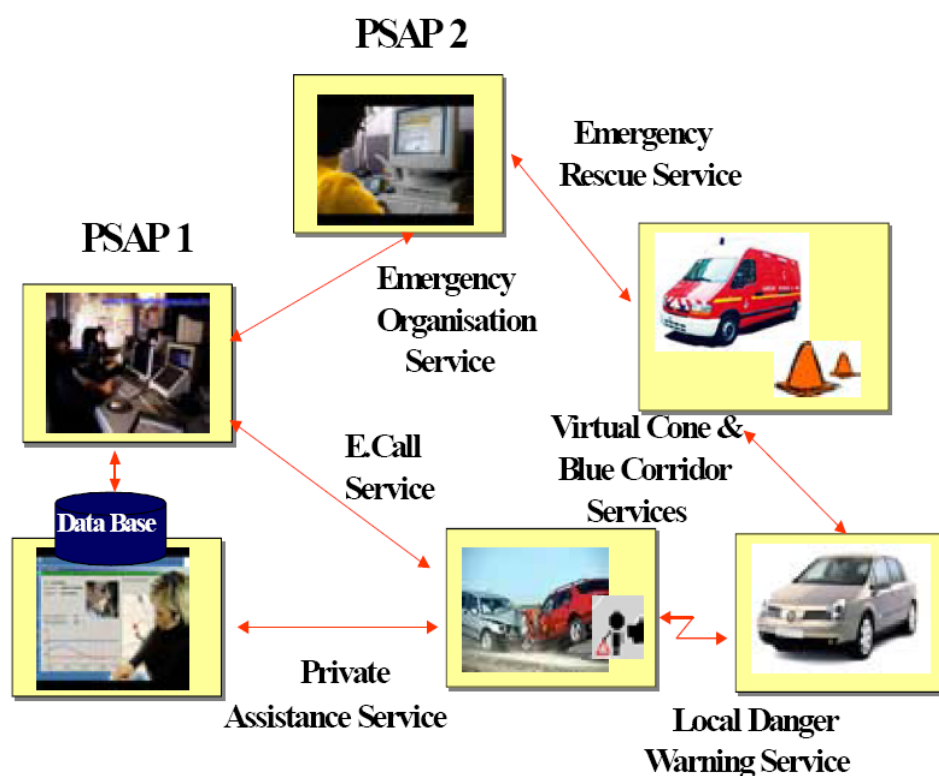 PSAP 2
Emergency
Rescue Service
PSAP 1
Emergency
Organisation
Service
E.Call
Service
Virtual Cone &
Blue Corridor
Services
Data Base
Private
Assistance Service
Local Danger
Warning Service